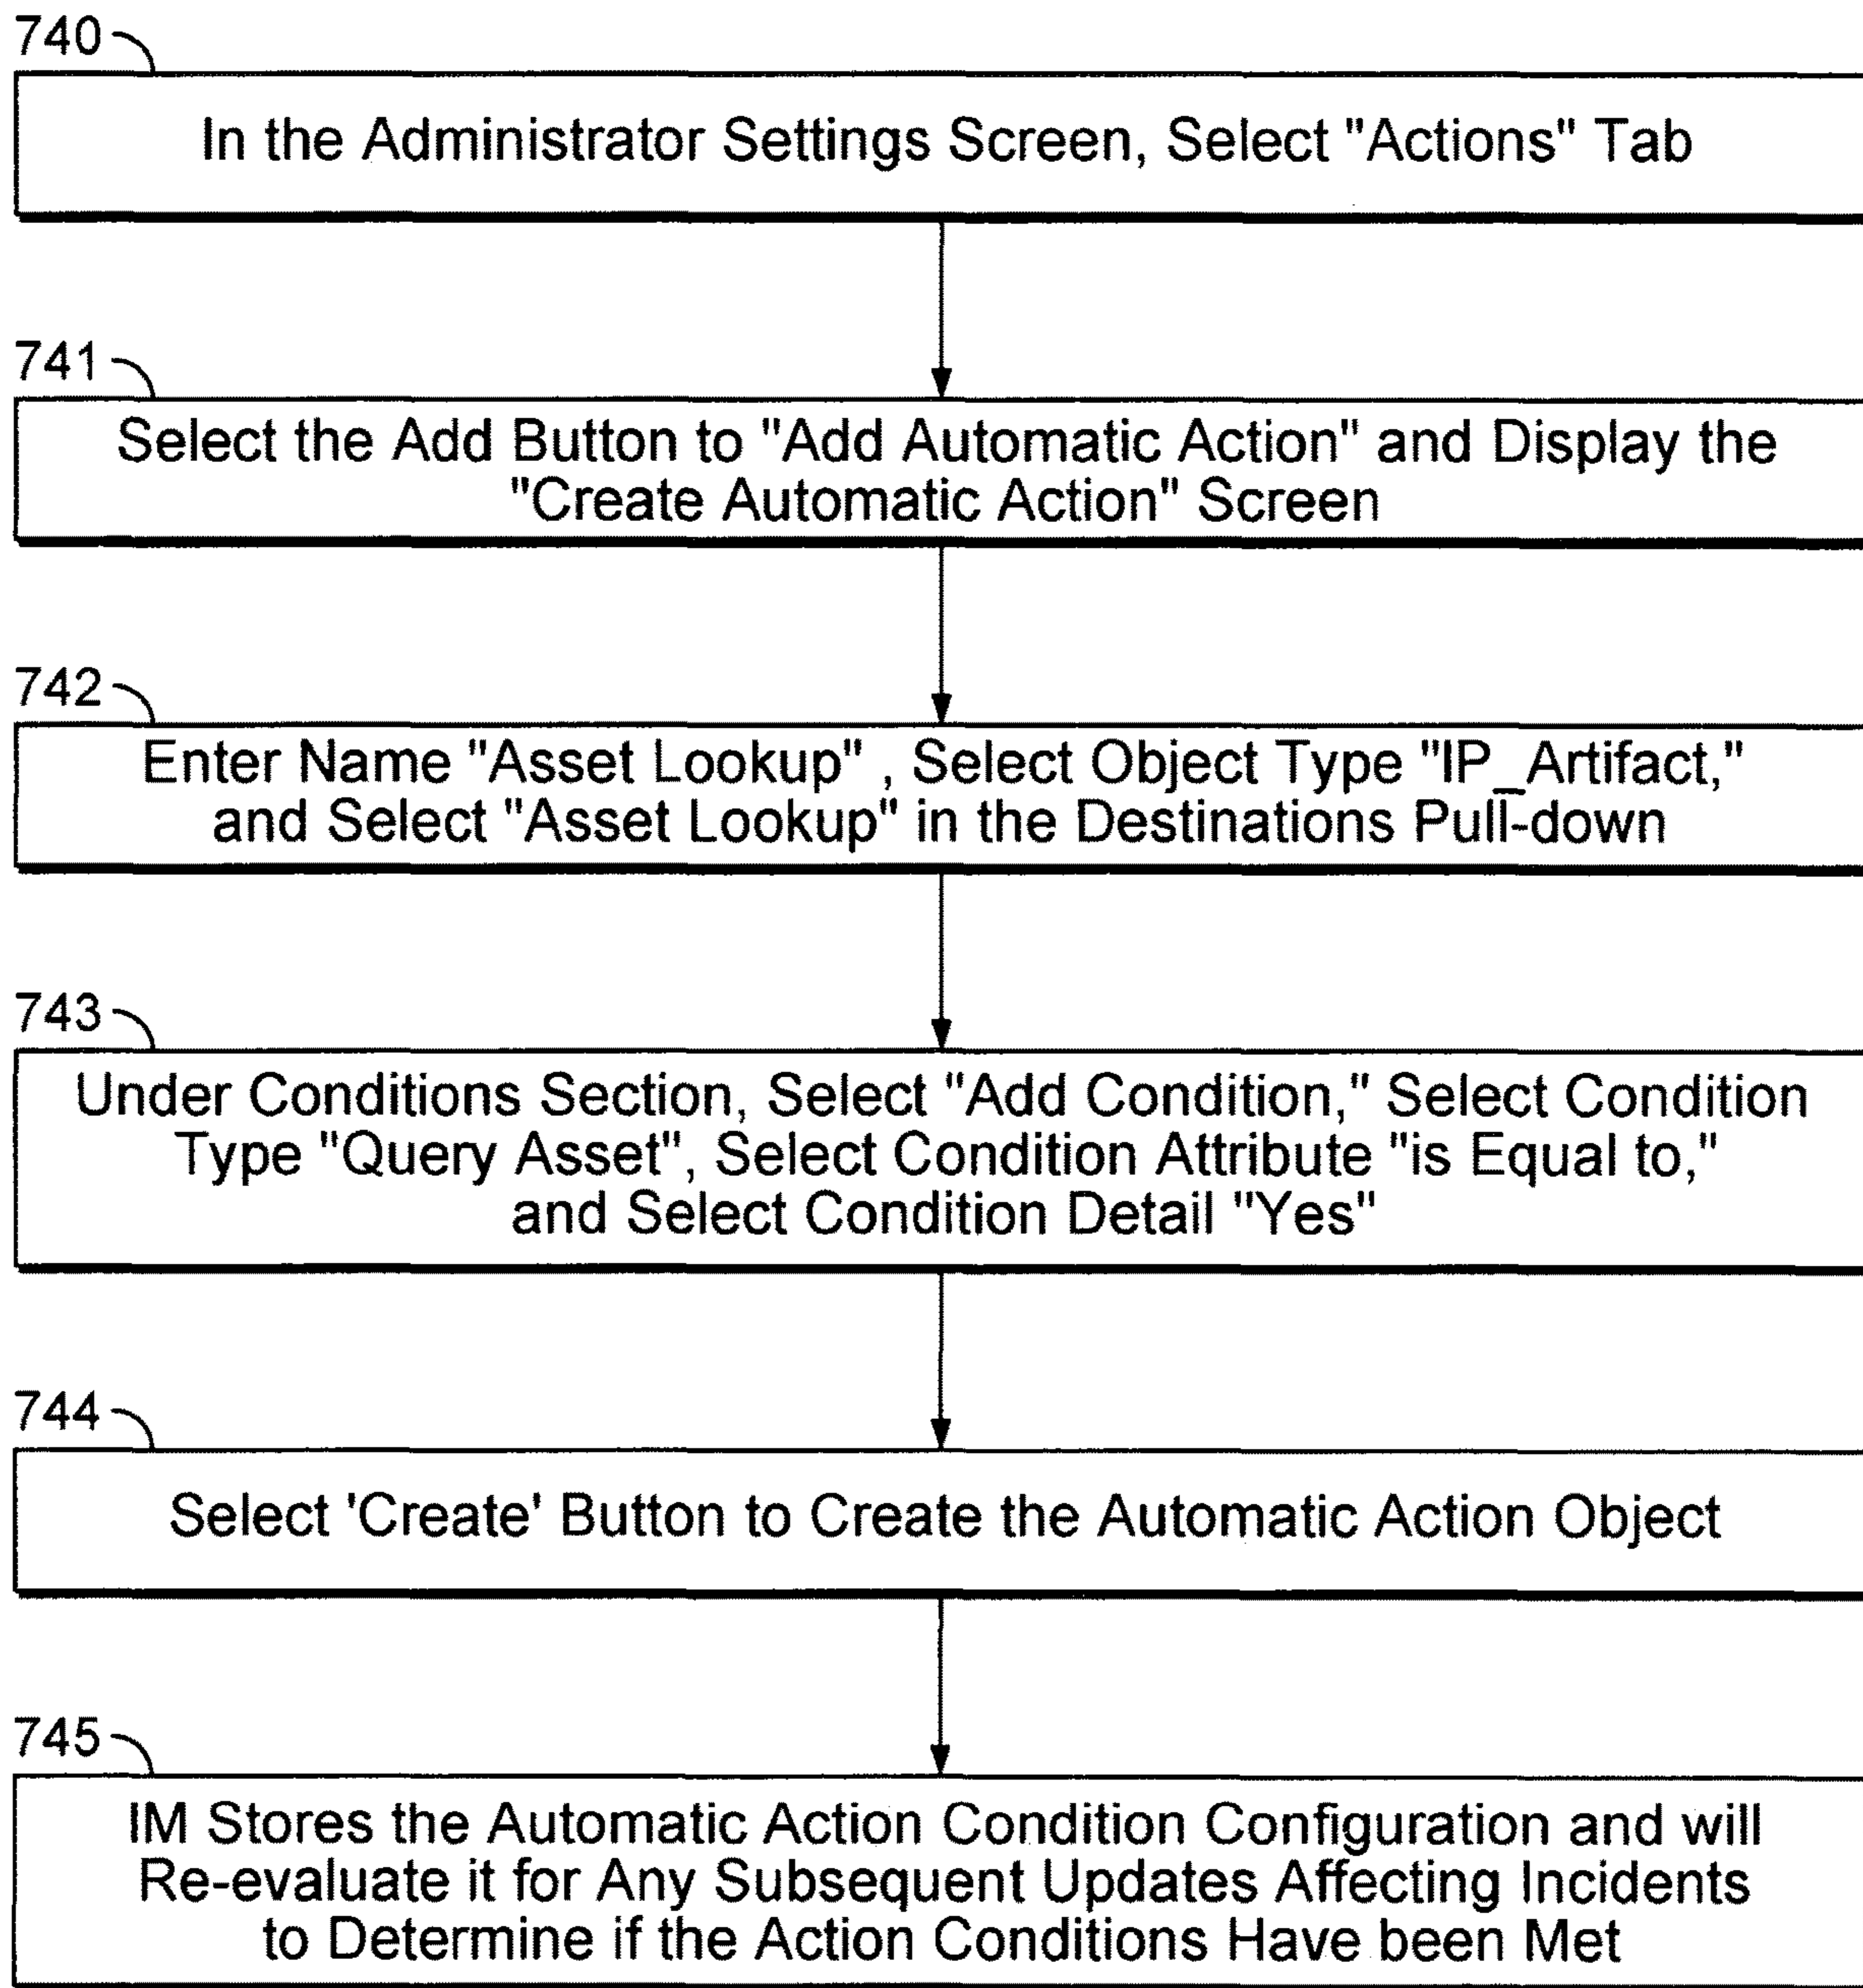 740
In the Administrator Settings Screen, Select "Actions" Tab
741
Select the Add Button to "Add Automatic Action" and Display the
"Create Automatic Action" Screen
742
Enter Name "Asset Lookup" , Select Object Type "IP_Artifact,"
and Select "Asset Lookup" in the Destinations Pull-down
743
Under Conditions Section, Select "Add Condition," Select Condition
Type "Query Asset", Select Condition Attribute "is Equal to,"
and Select Condition Detail "Yes"
744
Select 'Create' Button to Create the Automatic Action Object
745
IM Stores the Automatic Action Condition Configuration and will
Re-evaluate it for Any Subsequent Updates Affecting Incidents
to Determine if the Action Conditions Have been Met